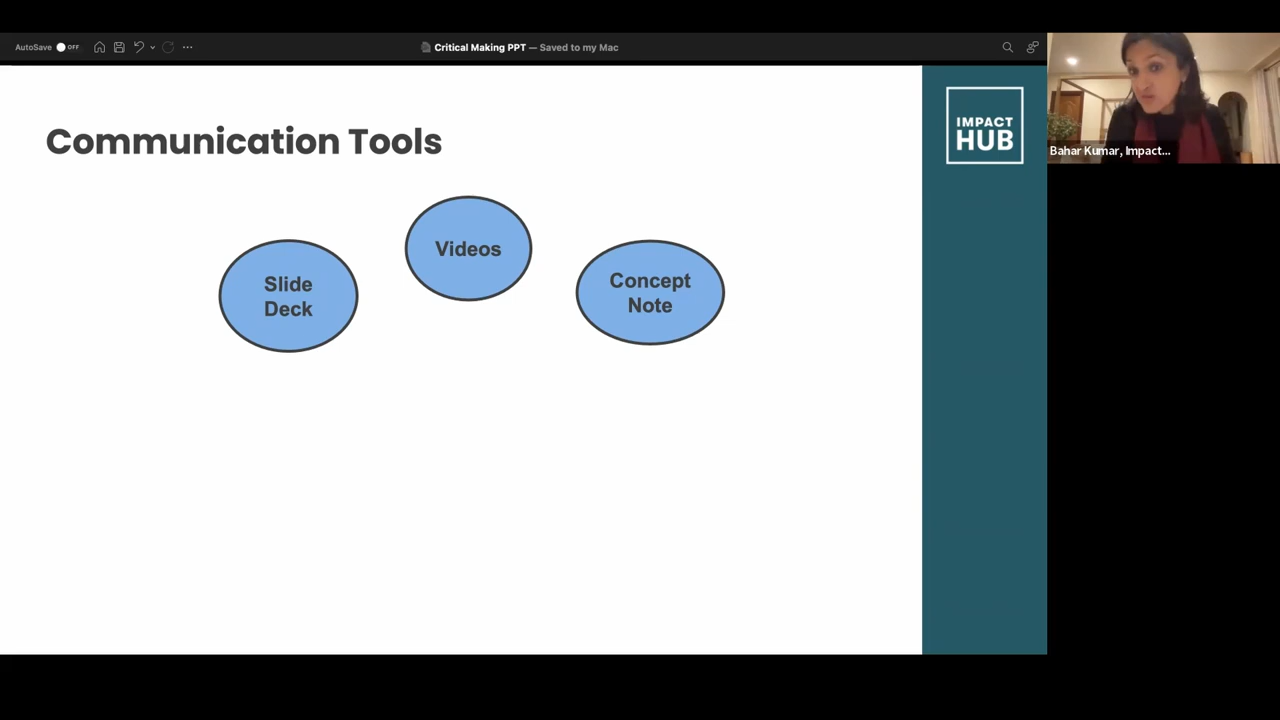 AutoSave OFF
Critical Making PPT — Saved to my Mac
Communication Tools
IMPACT
HUB
Bahar Kumar, Impact...
Videos
Slide
Deck
Concept
Note